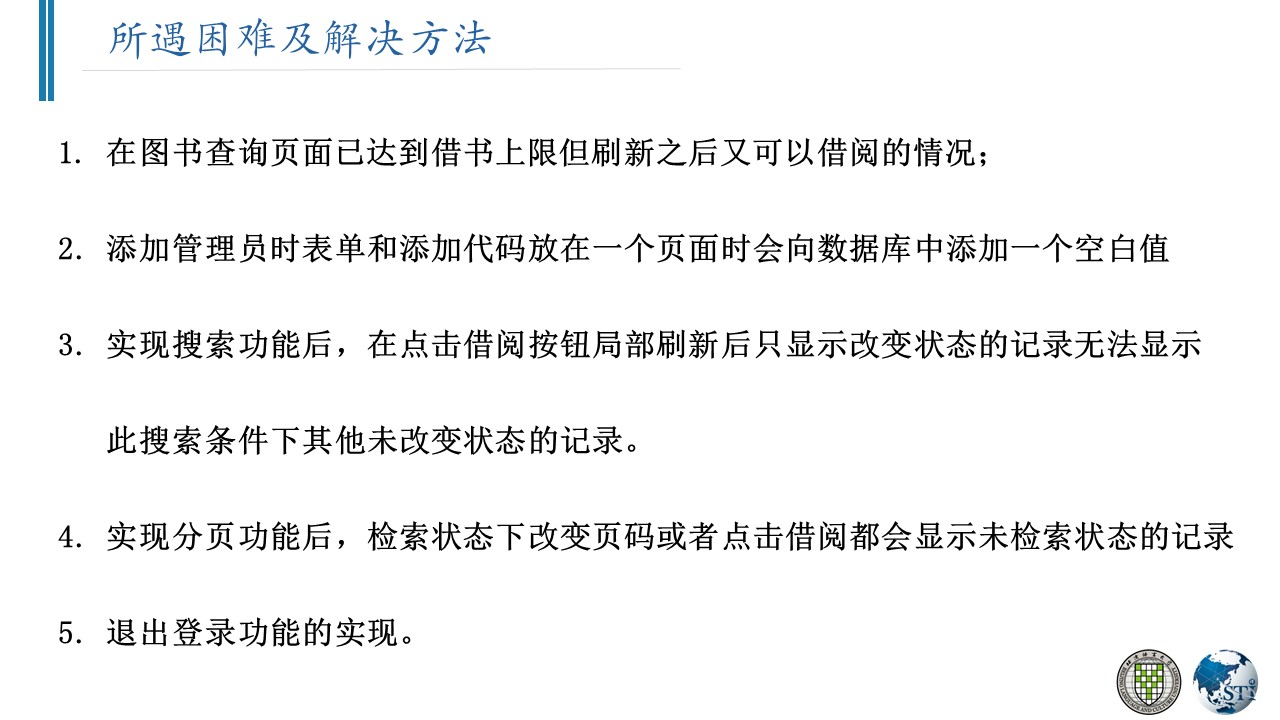 所遇困难及解决方法
1. 在图书查询页面已达到借书上限但刷新之后又可以借阅的情况；
2. 添加管理员时表单和添加代码放在一个页面时会向数据库中添加一个空白值
3. 实现搜索功能后，在点击借阅按钮局部刷新后只显示改变状态的记录无法显示
此搜索条件下其他未改变状态的记录。
4. 实现分页功能后，检索状态下改变页码或者点击借阅都会显示未检索状态的记录
5. 退出登录功能的实现。
STI